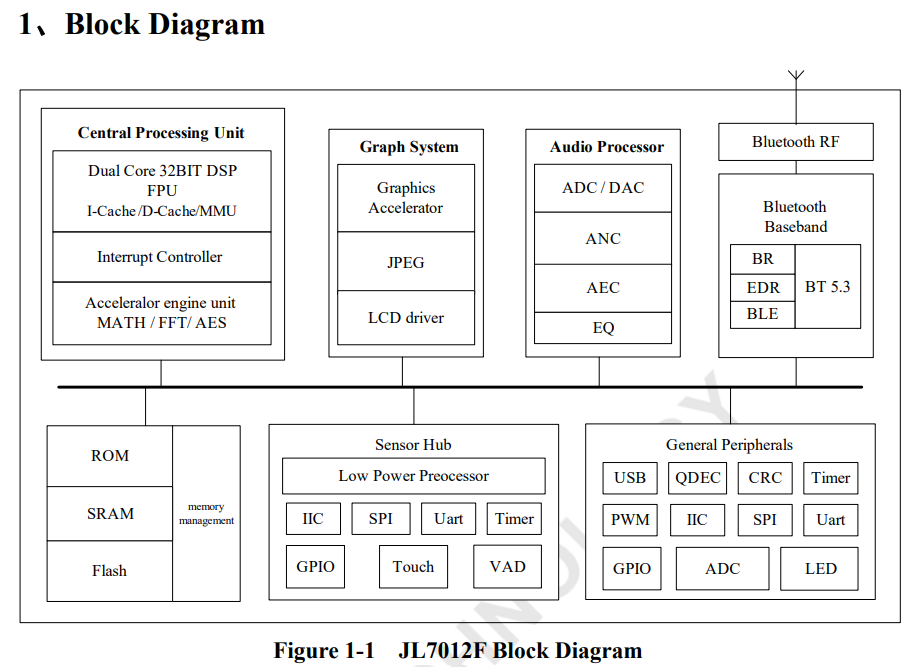 1、Block Diagram
Central Processing Unit
Dual Core 32BIT DSP
FPU
I-Cache /D-Cache/MMU
Interrupt Controller
Acceleralor engine unit
MATH / FFT/ AES
Graph System
Graphics
Accelerator
JPEG
LCD driver
Audio Processor
ADC / DAC
ANC
AEC
EQ
Bluetooth RF
Bluetooth
Baseband
BR
EDR
BLE
BT 5.3
ROM
SRAM
Flash
memory
management
Sensor Hub
Low Power Preocessor
IIC
SPI
Uart
Timer
GPIO
Touch
VAD
General Peripherals
USB
QDEC
CRC
Timer
PWM
IIC
SPI
Uart
GPIO
ADC
LED
Figure 1-1 JL7012F Block Diagram